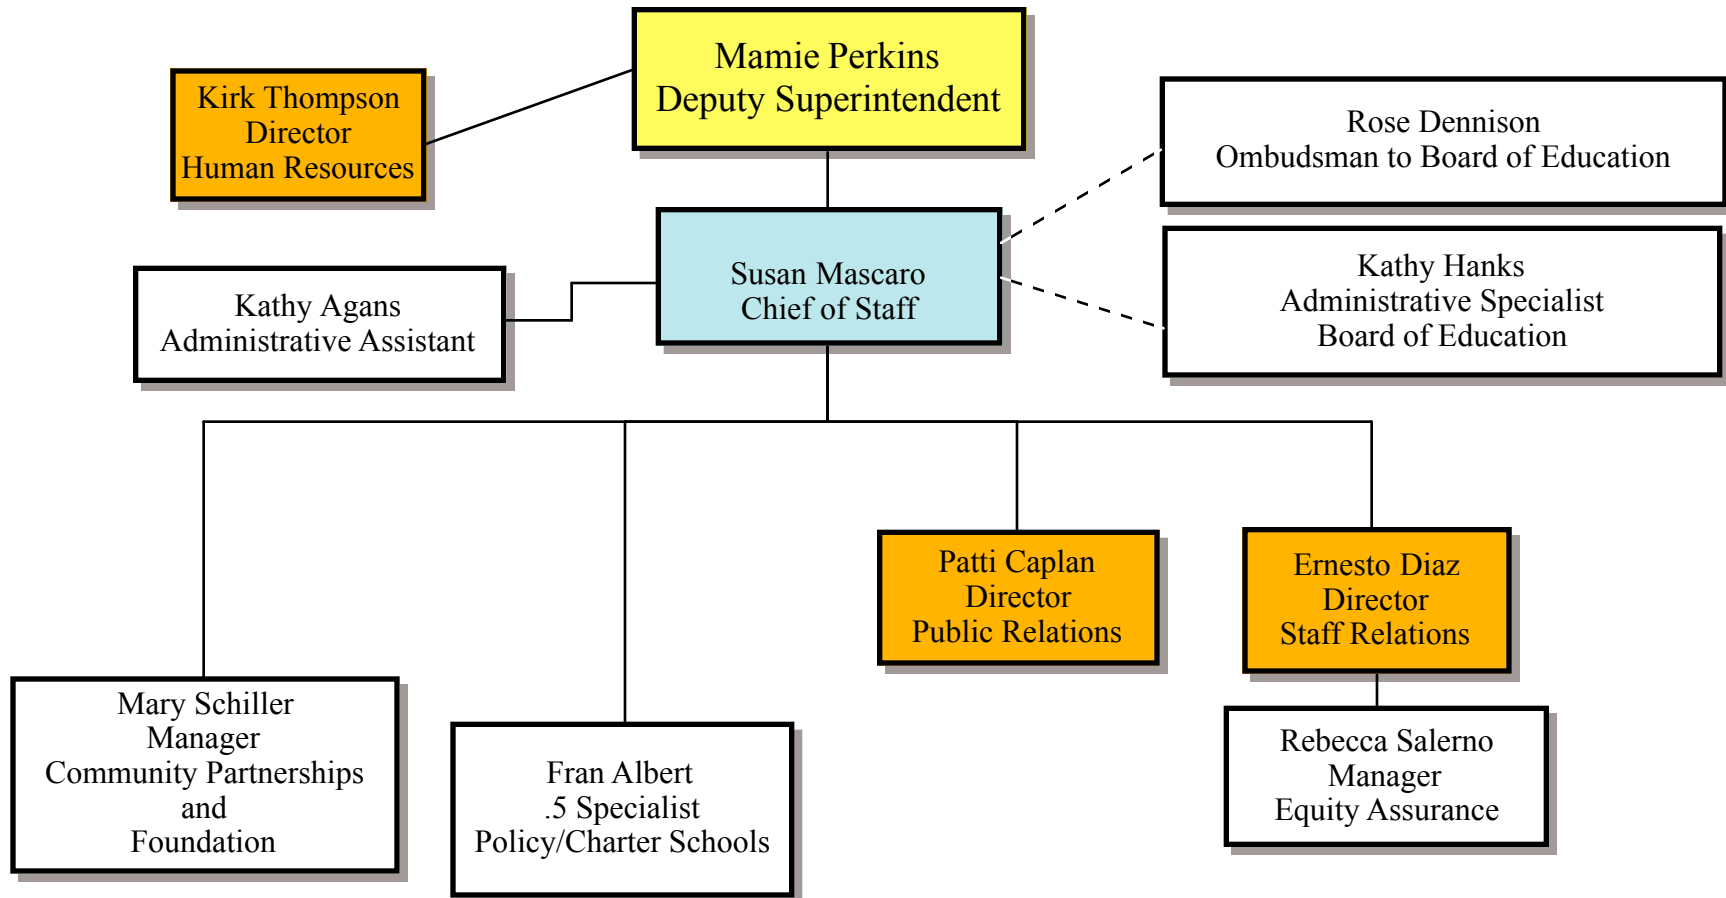 Mamie Perkins
Deputy Superintendent
Kirk Thompson
Director
Human Resources
Rose Dennison
Ombudsman to Board of Education
Susan Mascaro
Chief of Staff
Kathy Agans
Administrative Assistant
Kathy Hanks
Administrative Specialist
Board of Education
Patti Caplan
Director
Public Relations
Ernesto Diaz
Director
Staff Relations
Mary Schiller
Manager
Community Partnerships
and
Foundation
Fran Albert
.5 Specialist
Policy/Charter Schools
Rebecca Salerno
Manager
Equity Assurance